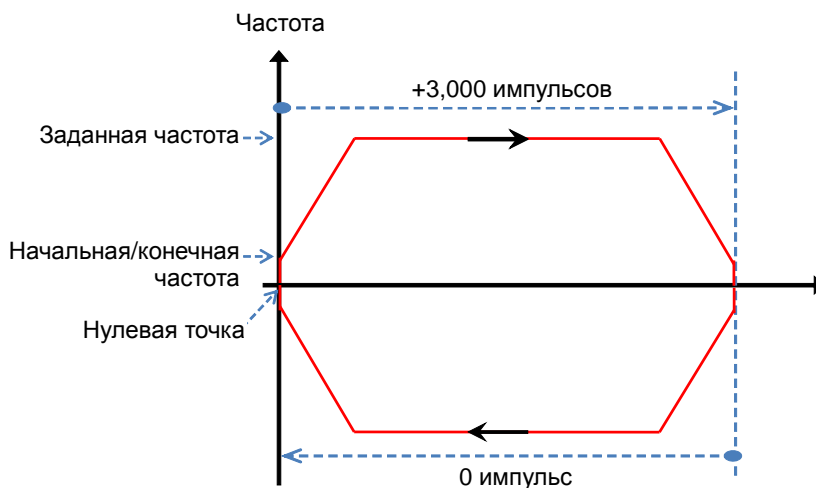 Частота
+3,000 импульсов
Заданная частота
Начальная/конечная
частота
Нулевая точка
0 импульс